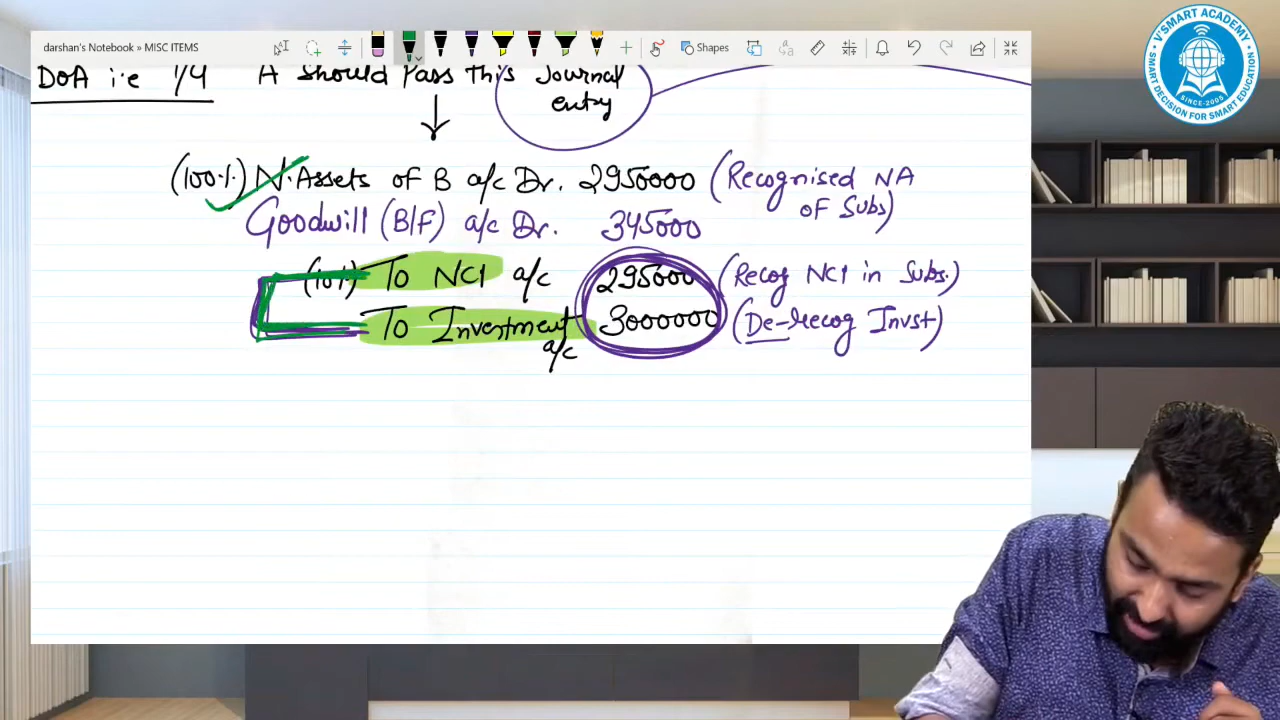 darshan's Notebook » MISC ITEMS
Shapes
V'SMART ACADEMY
SINCE-2005
SMART DECISION FOR SMART EDUCATION
DOA i.e 1/4 A Should Pass this Journal
entry
(100%) N.Assets of B a/c Dr. 2950000 (Recognised NA
of Subs)
Goodwill (B/F) a/c Dr. 345000
(10%) To NCI a/c 295000 (Recog NCI in Subs.)
To Investment 3000000 (De-recog Invst)
a/c